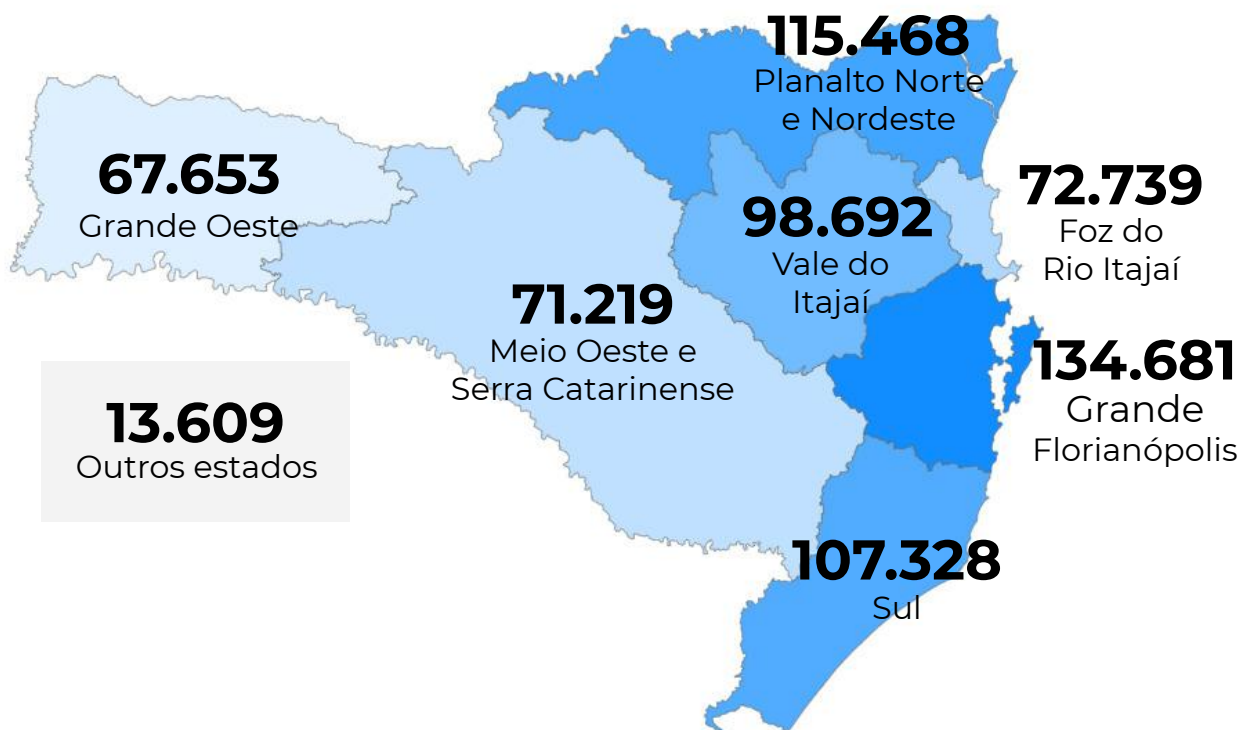 115.468
Planalto Norte
e Nordeste
67.653
Grande Oeste
72.739
Foz do
Rio Itajaí
98.692
Vale do
Itajaí
71.219
Meio Oeste e
Serra Catarinense
134.681
Grande
Florianópolis
13.609
Outros estados
107.328
Sul